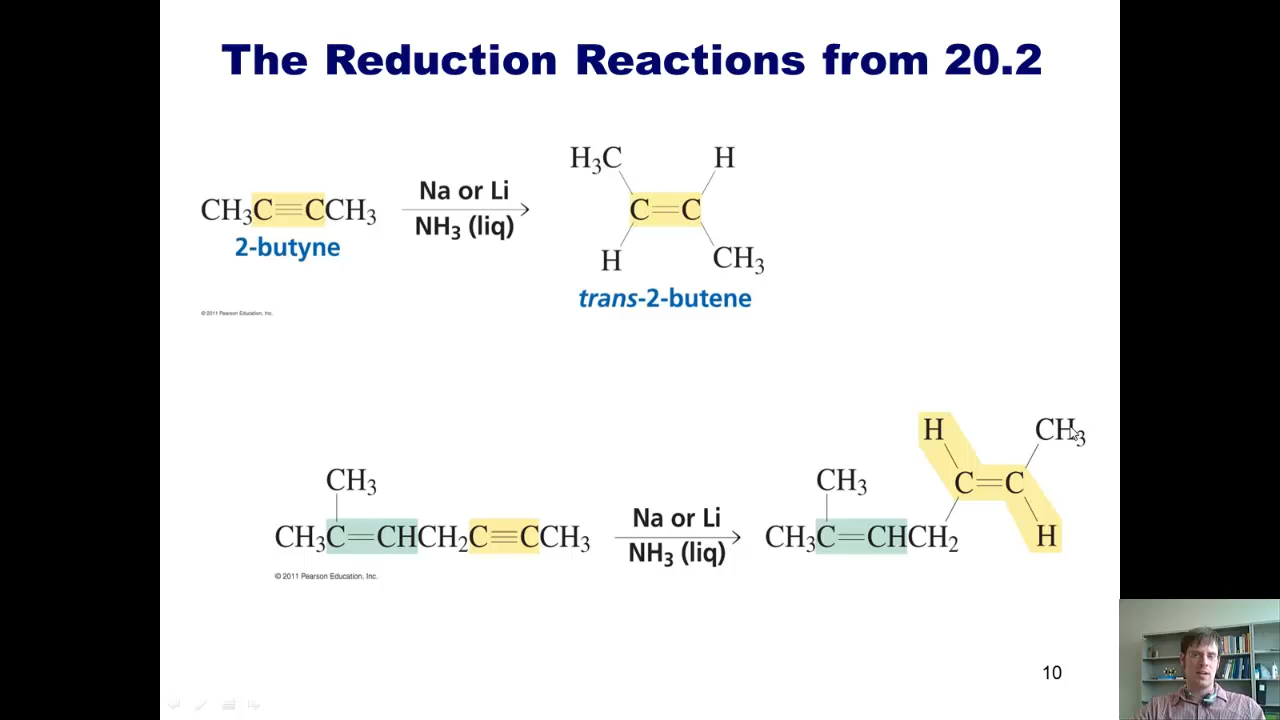 The Reduction Reactions from 20.2
CH₃C≡CCH₃
2-butyne
Na or Li
NH₃ (liq)
H₃C H
C=C
H CH₃
trans-2-butene
© 2011 Pearson Education, Inc.
CH₃
CH₃C=CHCH₂C≡CCH₃
Na or Li
NH₃ (liq)
H CH₃
CH₃ C=C
CH₃C=CHCH₂ H
© 2011 Pearson Education, Inc.
10